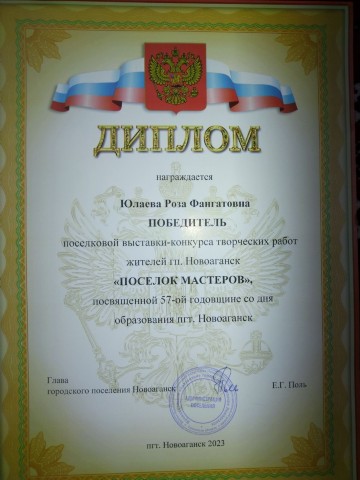 ДИПЛОМ
награждается
Юлаева Роза Фангатовна
ПОБЕДИТЕЛЬ
поселковой выставки-конкурса творческих работ
жителей гп. Новоаганск
«ПОСЕЛОК МАСТЕРОВ»,
посвященной 57-ой годовщине со дня
образования пгт. Новоаганск
Глава
городского поселения Новоаганск Е.Г. Поль
пгт. Новоаганск 2023